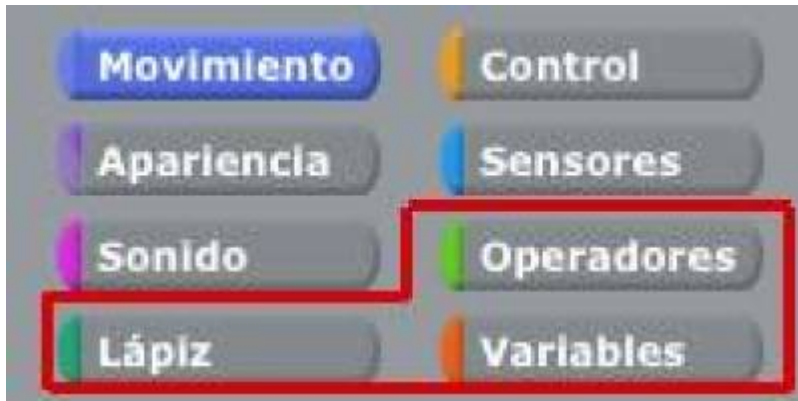 Movimiento Control
Apariencia Sensores
Sonido Operadores
Lápiz Variables